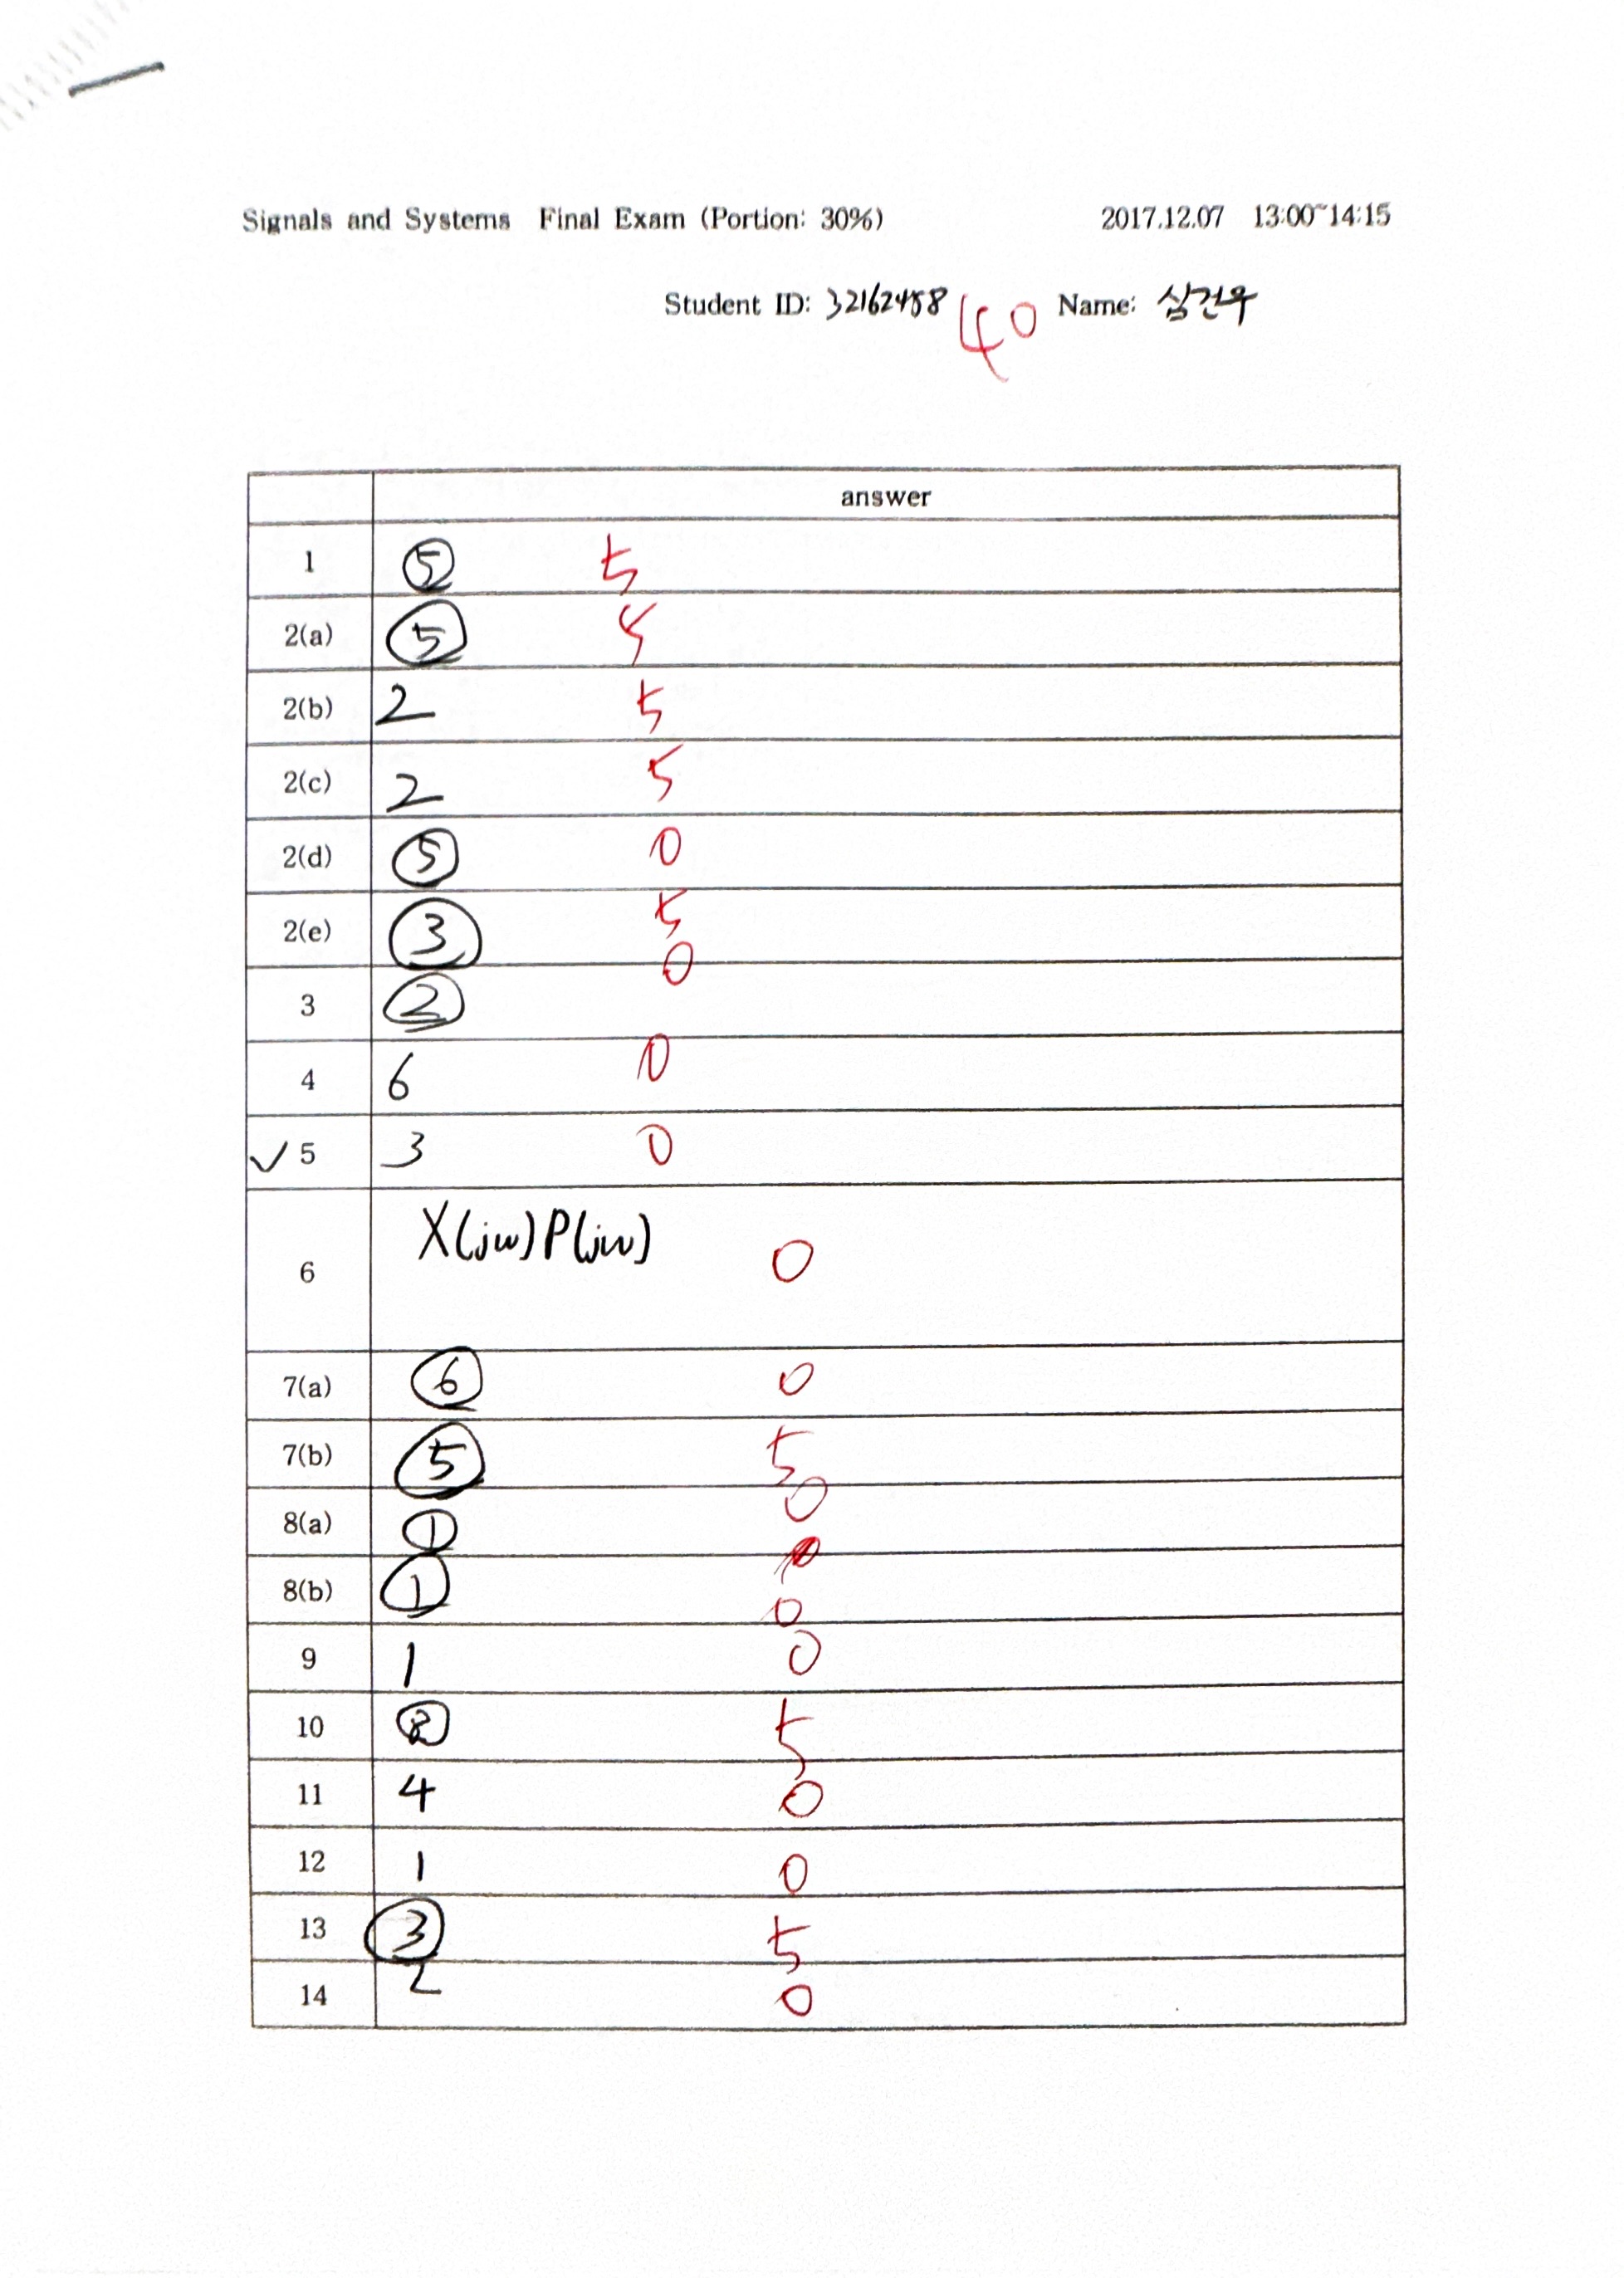 Signals and Systems Final Exam (Portion: 30%) 2017.12.07 13:00~14:15
Student ID: 32162488 40 Name: 심건우
answer
1 ⑤ 5
2(a) ⑤ 5
2(b) 2 5
2(c) 2 5
2(d) ⑤ 0
2(e) ③ 5
3 ② 0
4 6 0
✓ 5 3 0
6 X(jw)P(jw) 0
7(a) ⑥ 0
7(b) ⑤ 5
8(a) ① 0
8(b) ① 0
9 1 0
10 ② 5
11 4 0
12 1 0
13 ③ 5
14 2 0